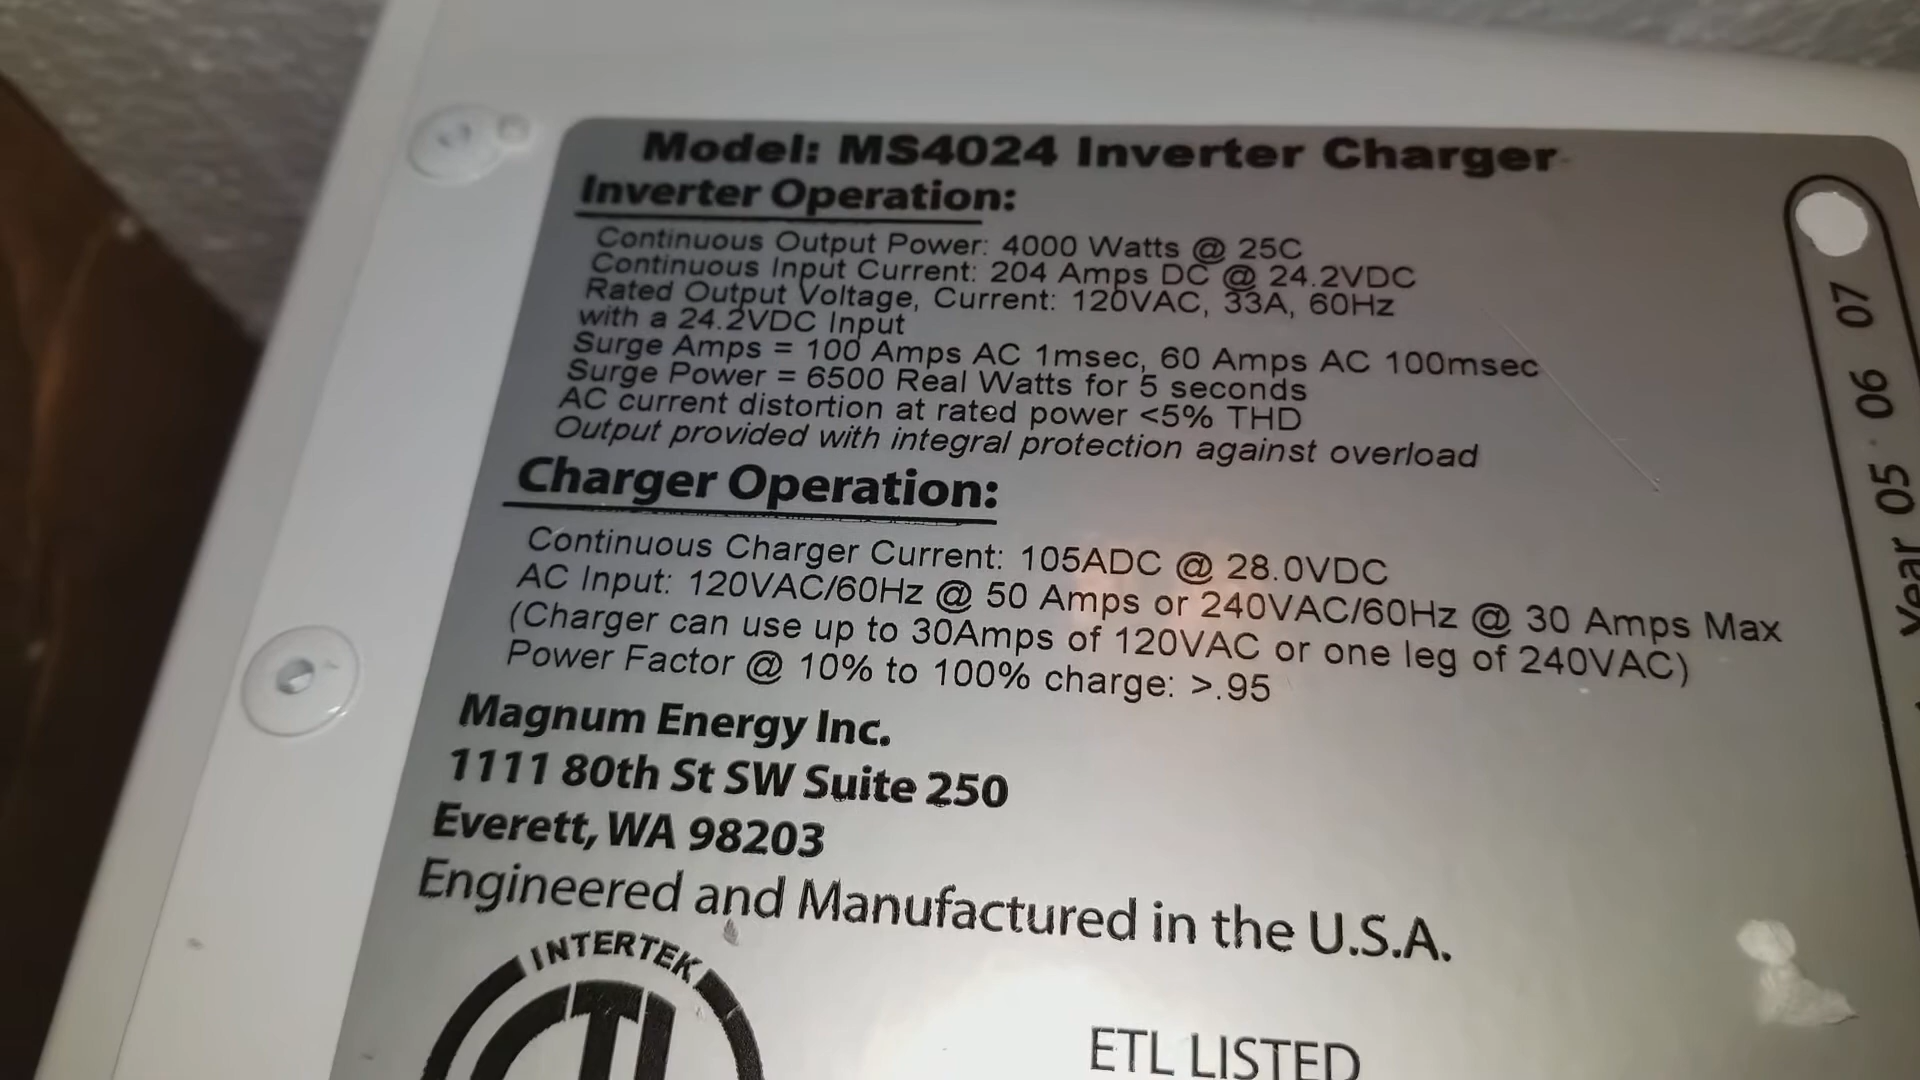 Model: MS4024 Inverter Charger
Inverter Operation:
Continuous Output Power: 4000 Watts @ 25C
Continuous Input Current: 204 Amps DC @ 24.2VDC
Rated Output Voltage, Current: 120VAC, 33A, 60Hz
with a 24.2VDC Input
Surge Amps = 100 Amps AC 1msec, 60 Amps AC 100msec
Surge Power = 6500 Real Watts for 5 seconds
AC current distortion at rated power <5% THD
Output provided with integral protection against overload
Charger Operation:
Continuous Charger Current: 105ADC @ 28.0VDC
AC Input: 120VAC/60Hz @ 50 Amps or 240VAC/60Hz @ 30 Amps Max
(Charger can use up to 30Amps of 120VAC or one leg of 240VAC)
Power Factor @ 10% to 100% charge: >.95
Magnum Energy Inc.
1111 80th St SW Suite 250
Everett, WA 98203
Engineered and Manufactured in the U.S.A.
INTERTEK
ETL LISTED
Year 05 06 07